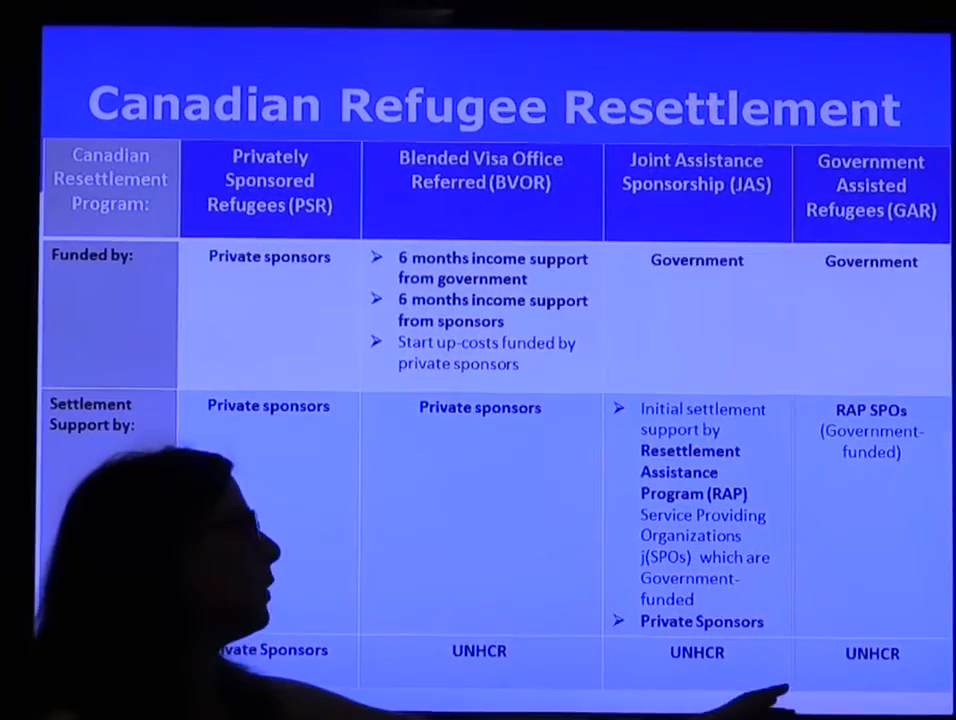 Canadian Refugee Resettlement
Canadian
Resettlement
Program:
Privately
Sponsored
Refugees (PSR)
Blended Visa Office
Referred (BVOR)
Joint Assistance
Sponsorship (JAS)
Government
Assisted
Refugees (GAR)
Funded by:
Private sponsors
➢ 6 months income support
from government
➢ 6 months income support
from sponsors
➢ Start up-costs funded by
private sponsors
Government
Government
Settlement
Support by:
Private sponsors
Private sponsors
➢ Initial settlement
support by
Resettlement
Assistance
Program (RAP)
Service Providing
Organizations
j(SPOs) which are
Government-
funded
➢ Private Sponsors
RAP SPOs
(Government-
funded)
Sponsors
UNHCR
UNHCR
UNHCR